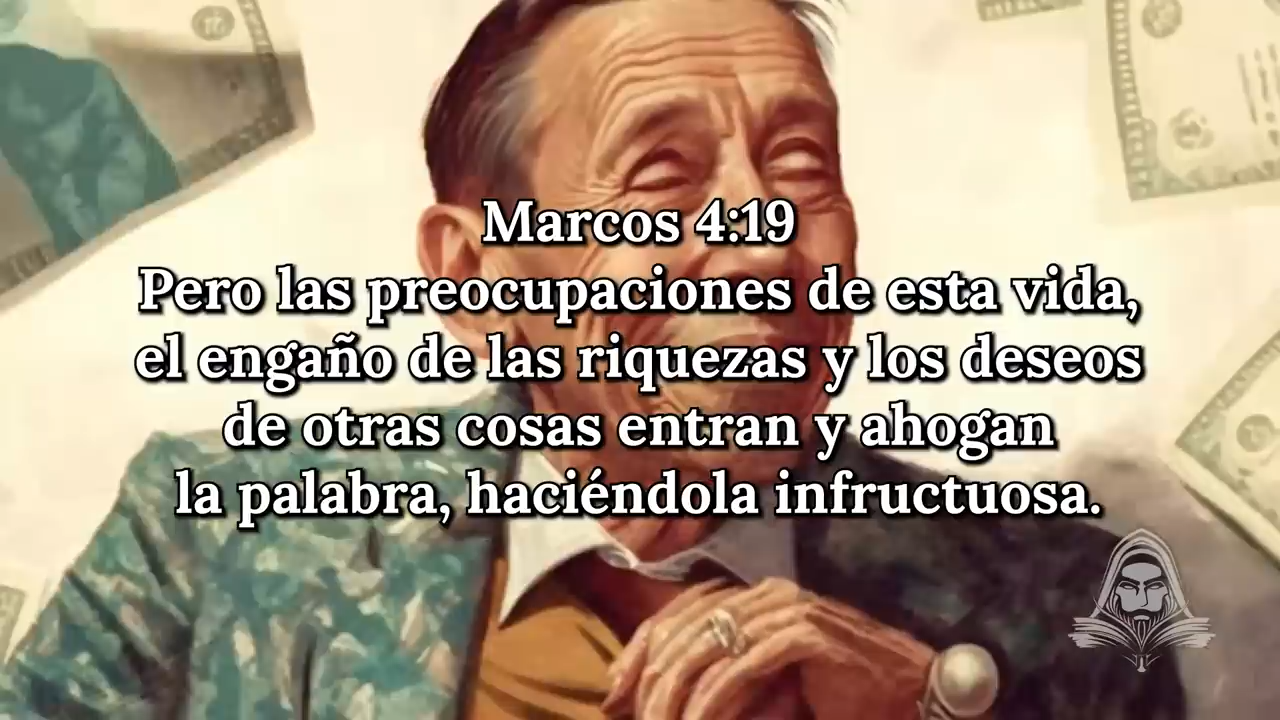 Marcos 4:19
Pero las preocupaciones de esta vida,
el engaño de las riquezas y los deseos
de otras cosas entran y ahogan
la palabra, haciéndola infructuosa.